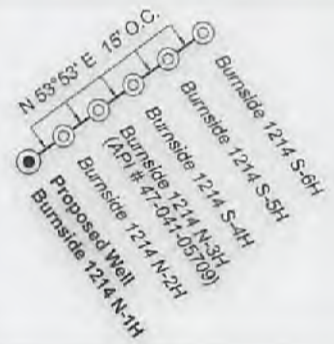 N 53°53' E 15' O.C.
Burnside 1214 S-6H
Burnside 1214 S-5H
Burnside 1214 S-4H
Burnside 1214 N-3H
(API # 47-041-05709)
Burnside 1214 N-2H
Proposed Well
Burnside 1214 N-1H